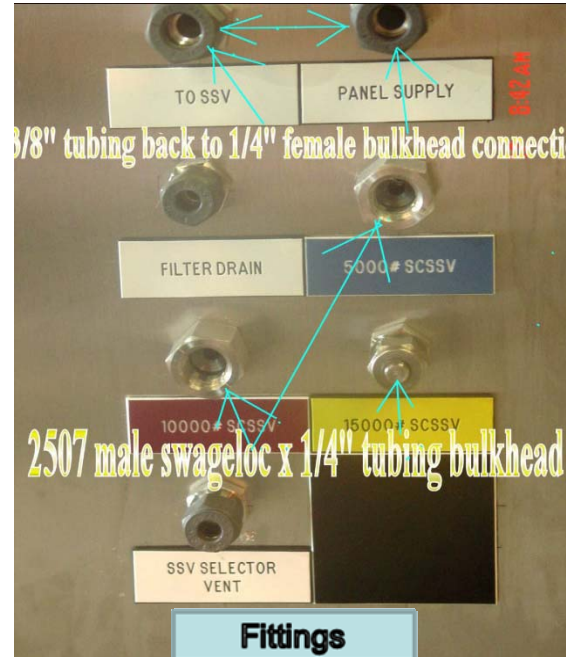 TO SSV
PANEL SUPPLY
8:42 AM
3/8" tubing back to 1/4" female bulkhead connecti
FILTER DRAIN
5000# SCSSV
10000# SCSSV
15000# SCSSV
2507 male swageloc x 1/4" tubing bulkhead
SSV SELECTOR
VENT
Fittings